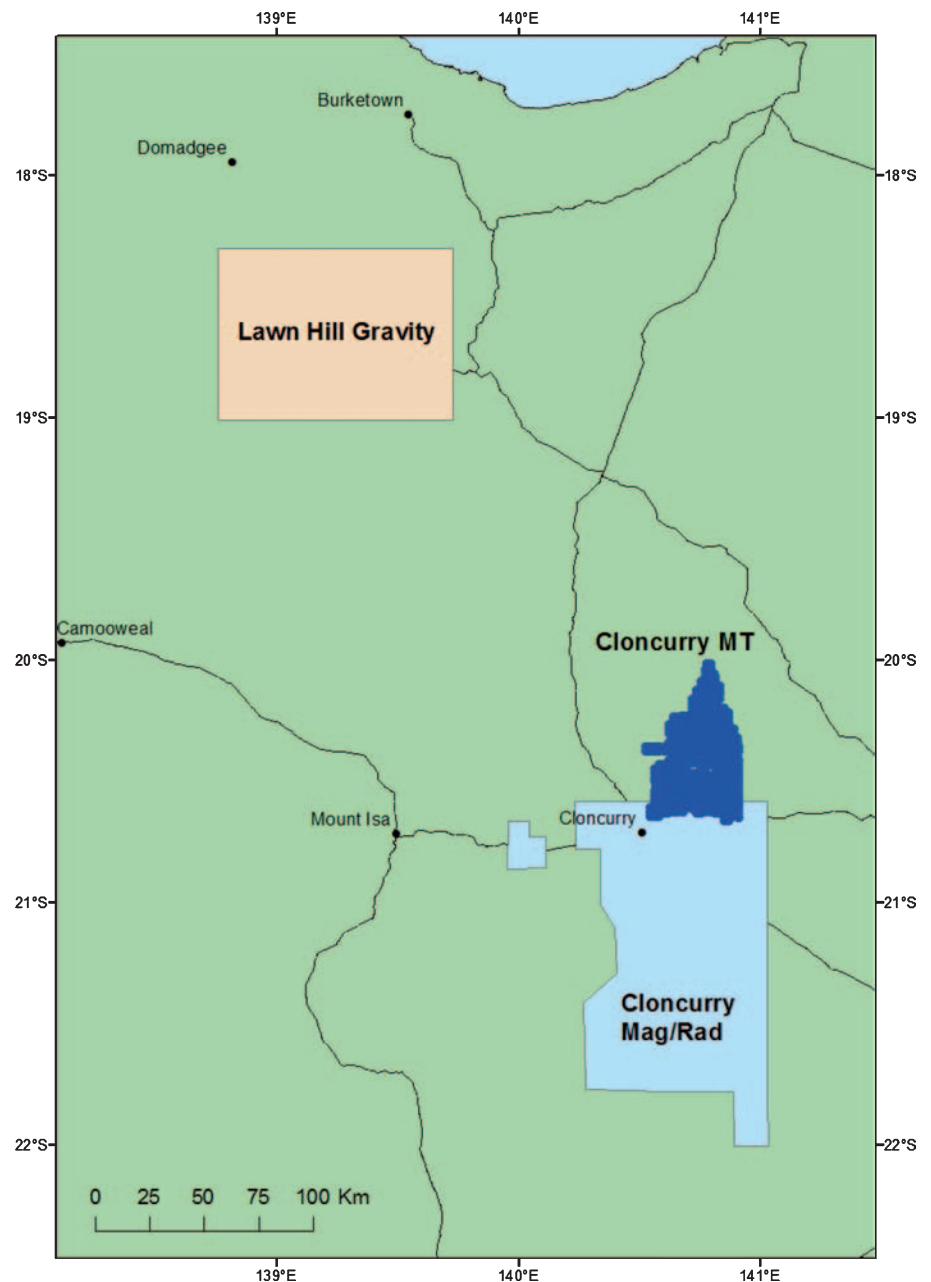 139°E 140°E 141°E
Burketown
Domadgee
18°S 18°S
Lawn Hill Gravity
19°S 19°S
Camooweal
Cloncurry MT
20°S 20°S
Mount Isa
Cloncurry
21°S 21°S
Cloncurry
Mag/Rad
22°S 22°S
0 25 50 75 100 Km
139°E 140°E 141°E